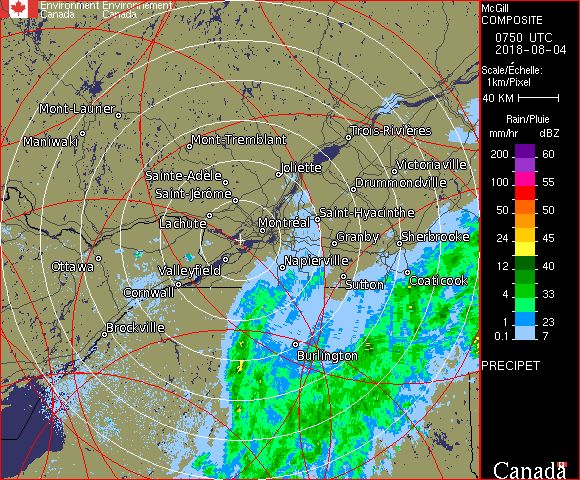 Environment Environnement
Canada Canada
McGill
COMPOSITE
0750 UTC
2018-08-04
Scale/Échelle:
1km/Pixel
40 KM
Rain/Pluie
mm/hr dBZ
200 60
100 55
50 50
24 45
12 40
4 33
1 23
0.1 7
PRECIPET
Canada
Mont-Laurier
Trois-Rivières
Maniwaki
Mont-Tremblant
Joliette
Victoriaville
Sainte-Adèle
Drummondville
Saint-Jérôme
Lachute
Saint-Hyacinthe
Montréal
Granby
Sherbrooke
Ottawa
Valleyfield
Napierville
Cornwall
Sutton
Coaticook
Brockville
Burlington